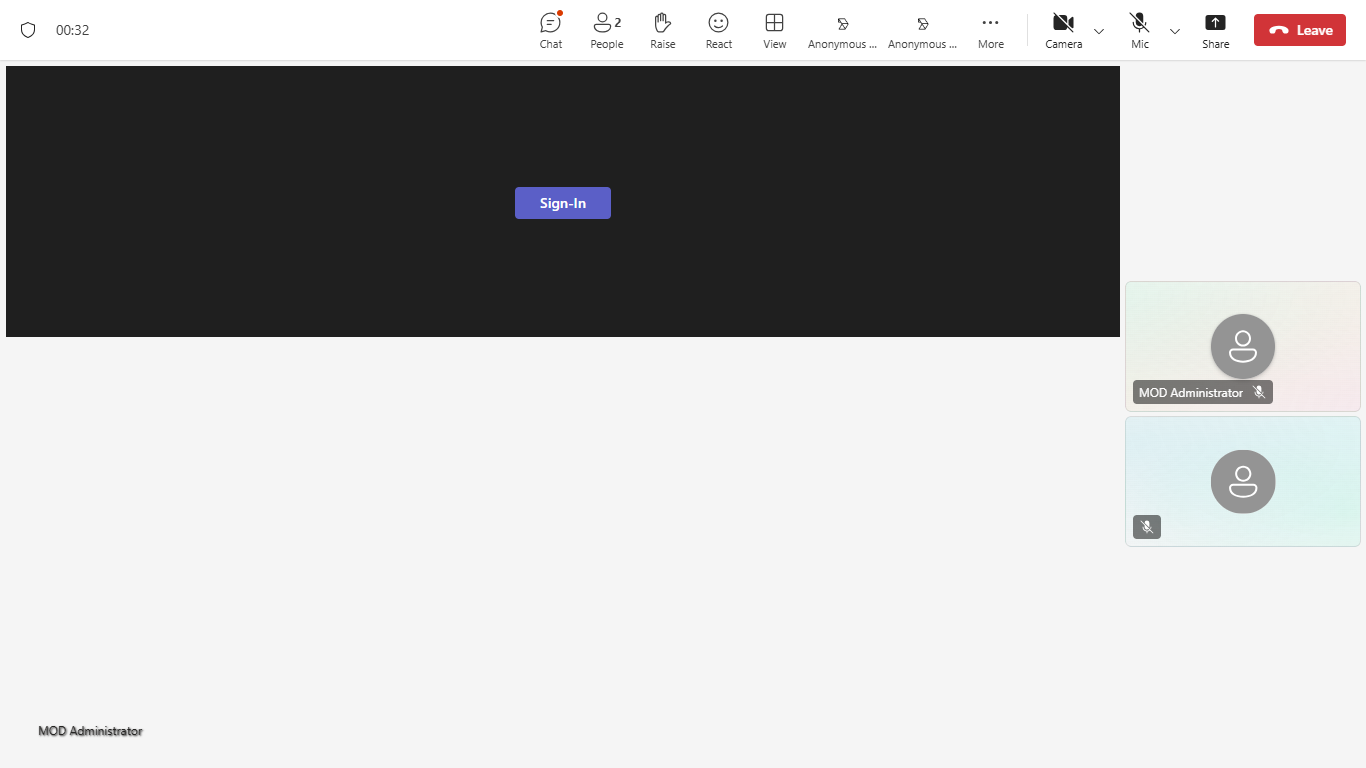 00:32
Chat
2
People
Raise
React
View
Anonymous ...
Anonymous ...
More
Camera
Mic
Share
Leave
Sign-In
MOD Administrator
MOD Administrator